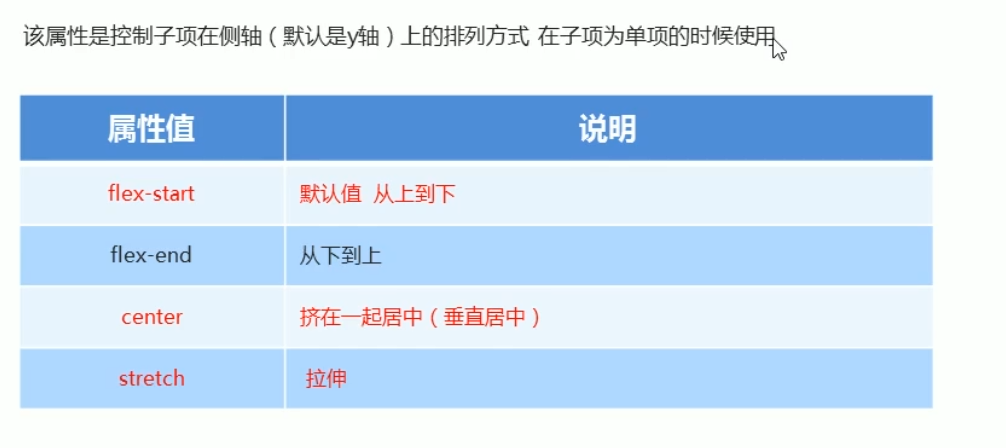 该属性是控制子项在侧轴（默认是y轴）上的排列方式 在子项为单项的时候使用
属性值 说明
flex-start 默认值 从上到下
flex-end 从下到上
center 挤在一起居中（垂直居中）
stretch 拉伸